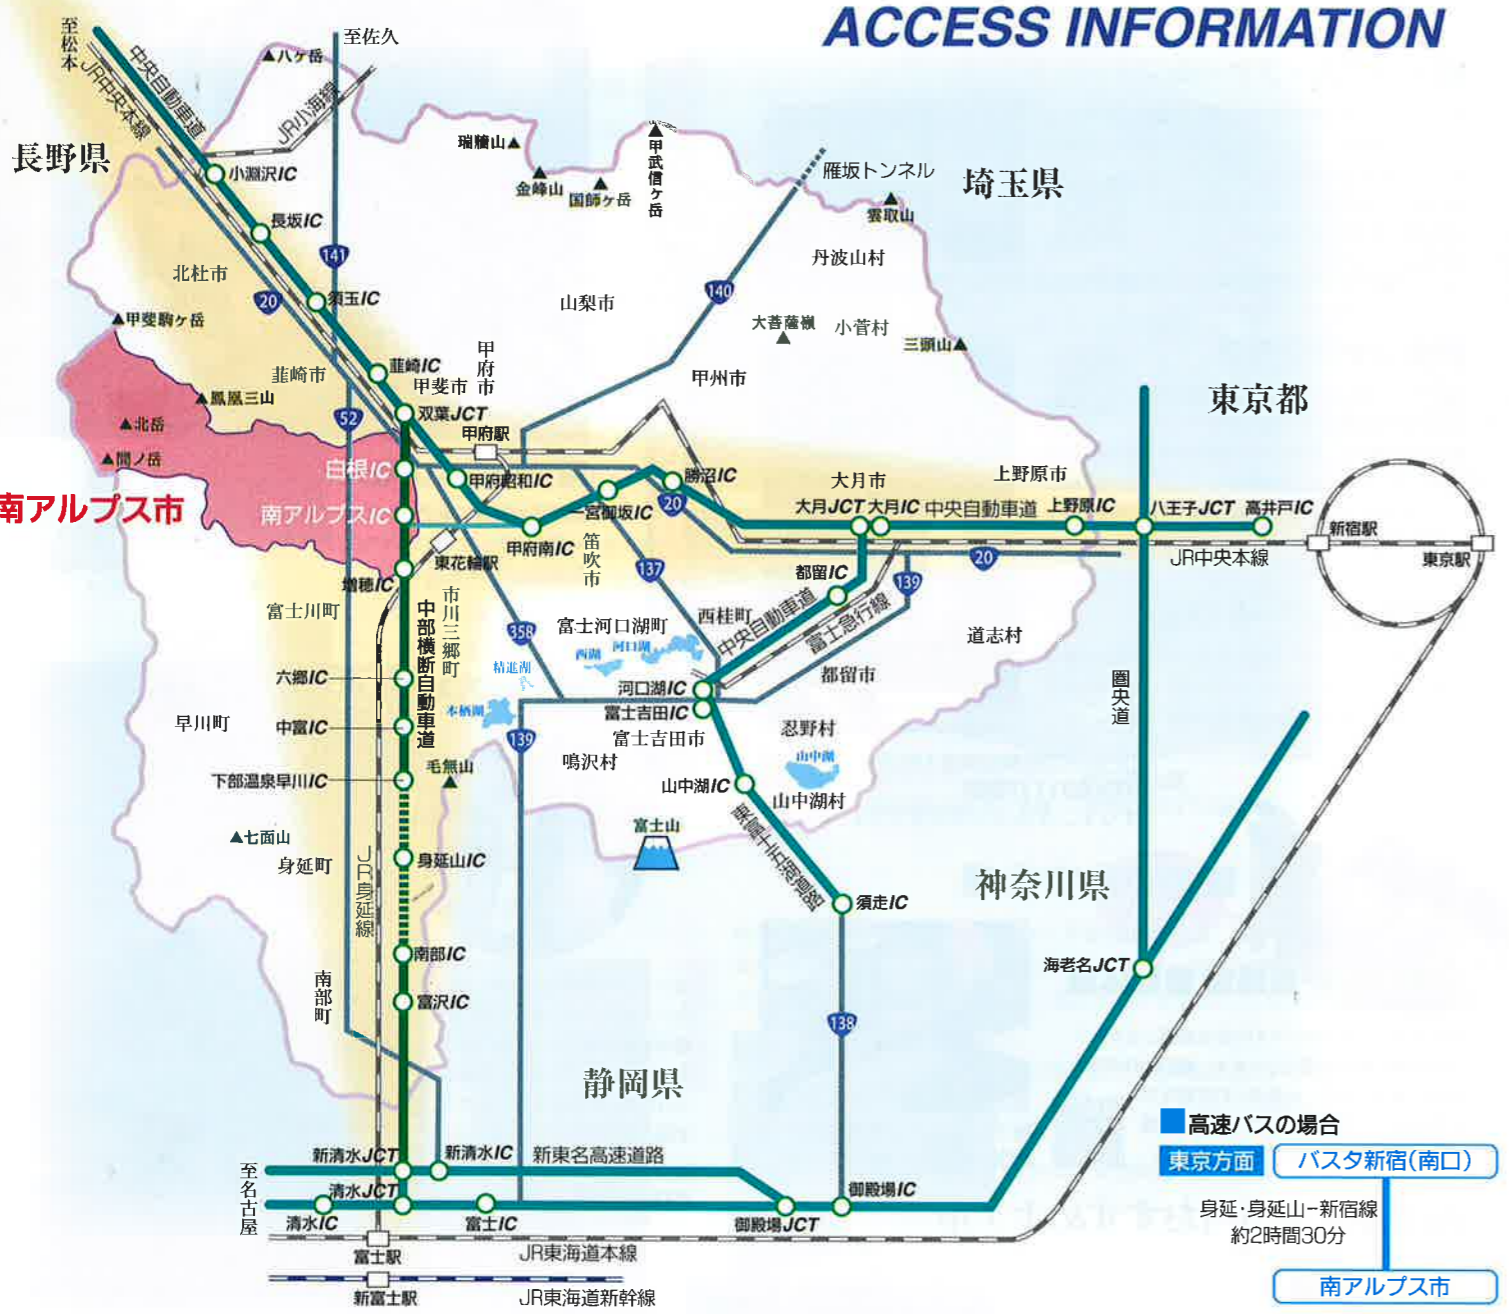 ACCESS INFORMATION
至松本
中央自動車道
JR中央本線
至佐久
▲八ヶ岳
JR小海線
長野県
小淵沢IC
瑞牆山▲
金峰山
国師ヶ岳
甲武信ヶ岳
雁坂トンネル
埼玉県
雲取山
長坂IC
141
丹波山村
北杜市
20
須玉IC
140
山梨市
▲甲斐駒ヶ岳
大菩薩嶺
小菅村
三頭山▲
韮崎IC
甲斐市
甲府市
韮崎市
甲州市
東京都
▲鳳凰三山
52
双葉JCT
▲北岳
甲府駅
▲間ノ岳
白根IC
甲府昭和IC
勝沼IC
大月市
上野原市
南アルプス市
南アルプスIC
一宮御坂IC
20
大月JCT
大月IC
中央自動車道
上野原IC
八王子JCT
高井戸IC
甲府南IC
笛吹市
新宿駅
東京駅
JR中央本線
東花輪駅
137
都留IC
139
20
増穂IC
市川三郷町
富士川町
中部横断自動車道
358
富士河口湖町
西桂町
中央自動車道
富士急行線
道志村
西湖
河口湖
精進湖
六郷IC
河口湖IC
都留市
圏央道
本栖湖
富士吉田IC
早川町
中富IC
139
富士吉田市
忍野村
鳴沢村
山中湖
毛無山
下部温泉早川IC
山中湖IC
山中湖村
東富士五湖道路
富士山
▲七面山
身延町
身延山IC
JR身延線
神奈川県
須走IC
南部IC
海老名JCT
南部町
富沢IC
138
静岡県
■高速バスの場合
東京方面
バスタ新宿(南口)
身延・身延山-新宿線
約2時間30分
南アルプス市
新清水JCT
新清水IC
新東名高速道路
至名古屋
清水JCT
御殿場IC
清水IC
富士IC
御殿場JCT
富士駅
JR東海道本線
新富士駅
JR東海道新幹線